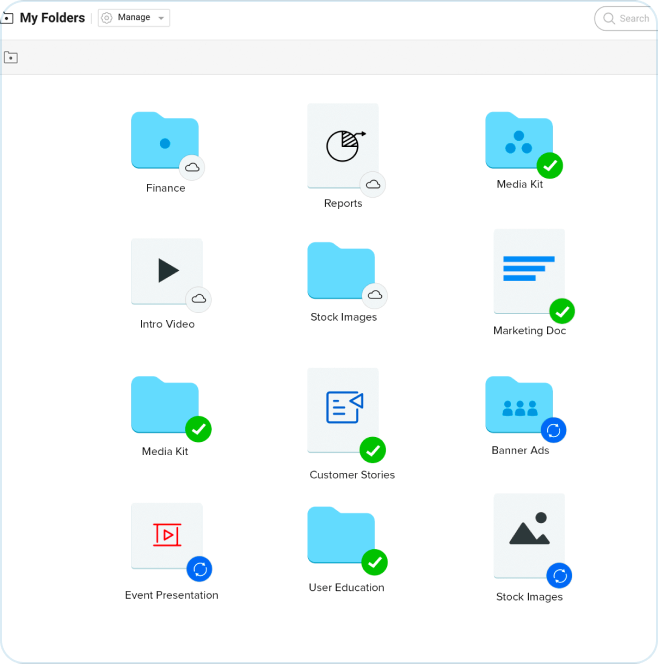 My Folders
Manage
Search
Finance
Reports
Media Kit
Intro Video
Stock Images
Marketing Doc
Media Kit
Customer Stories
Banner Ads
Event Presentation
User Education
Stock Images